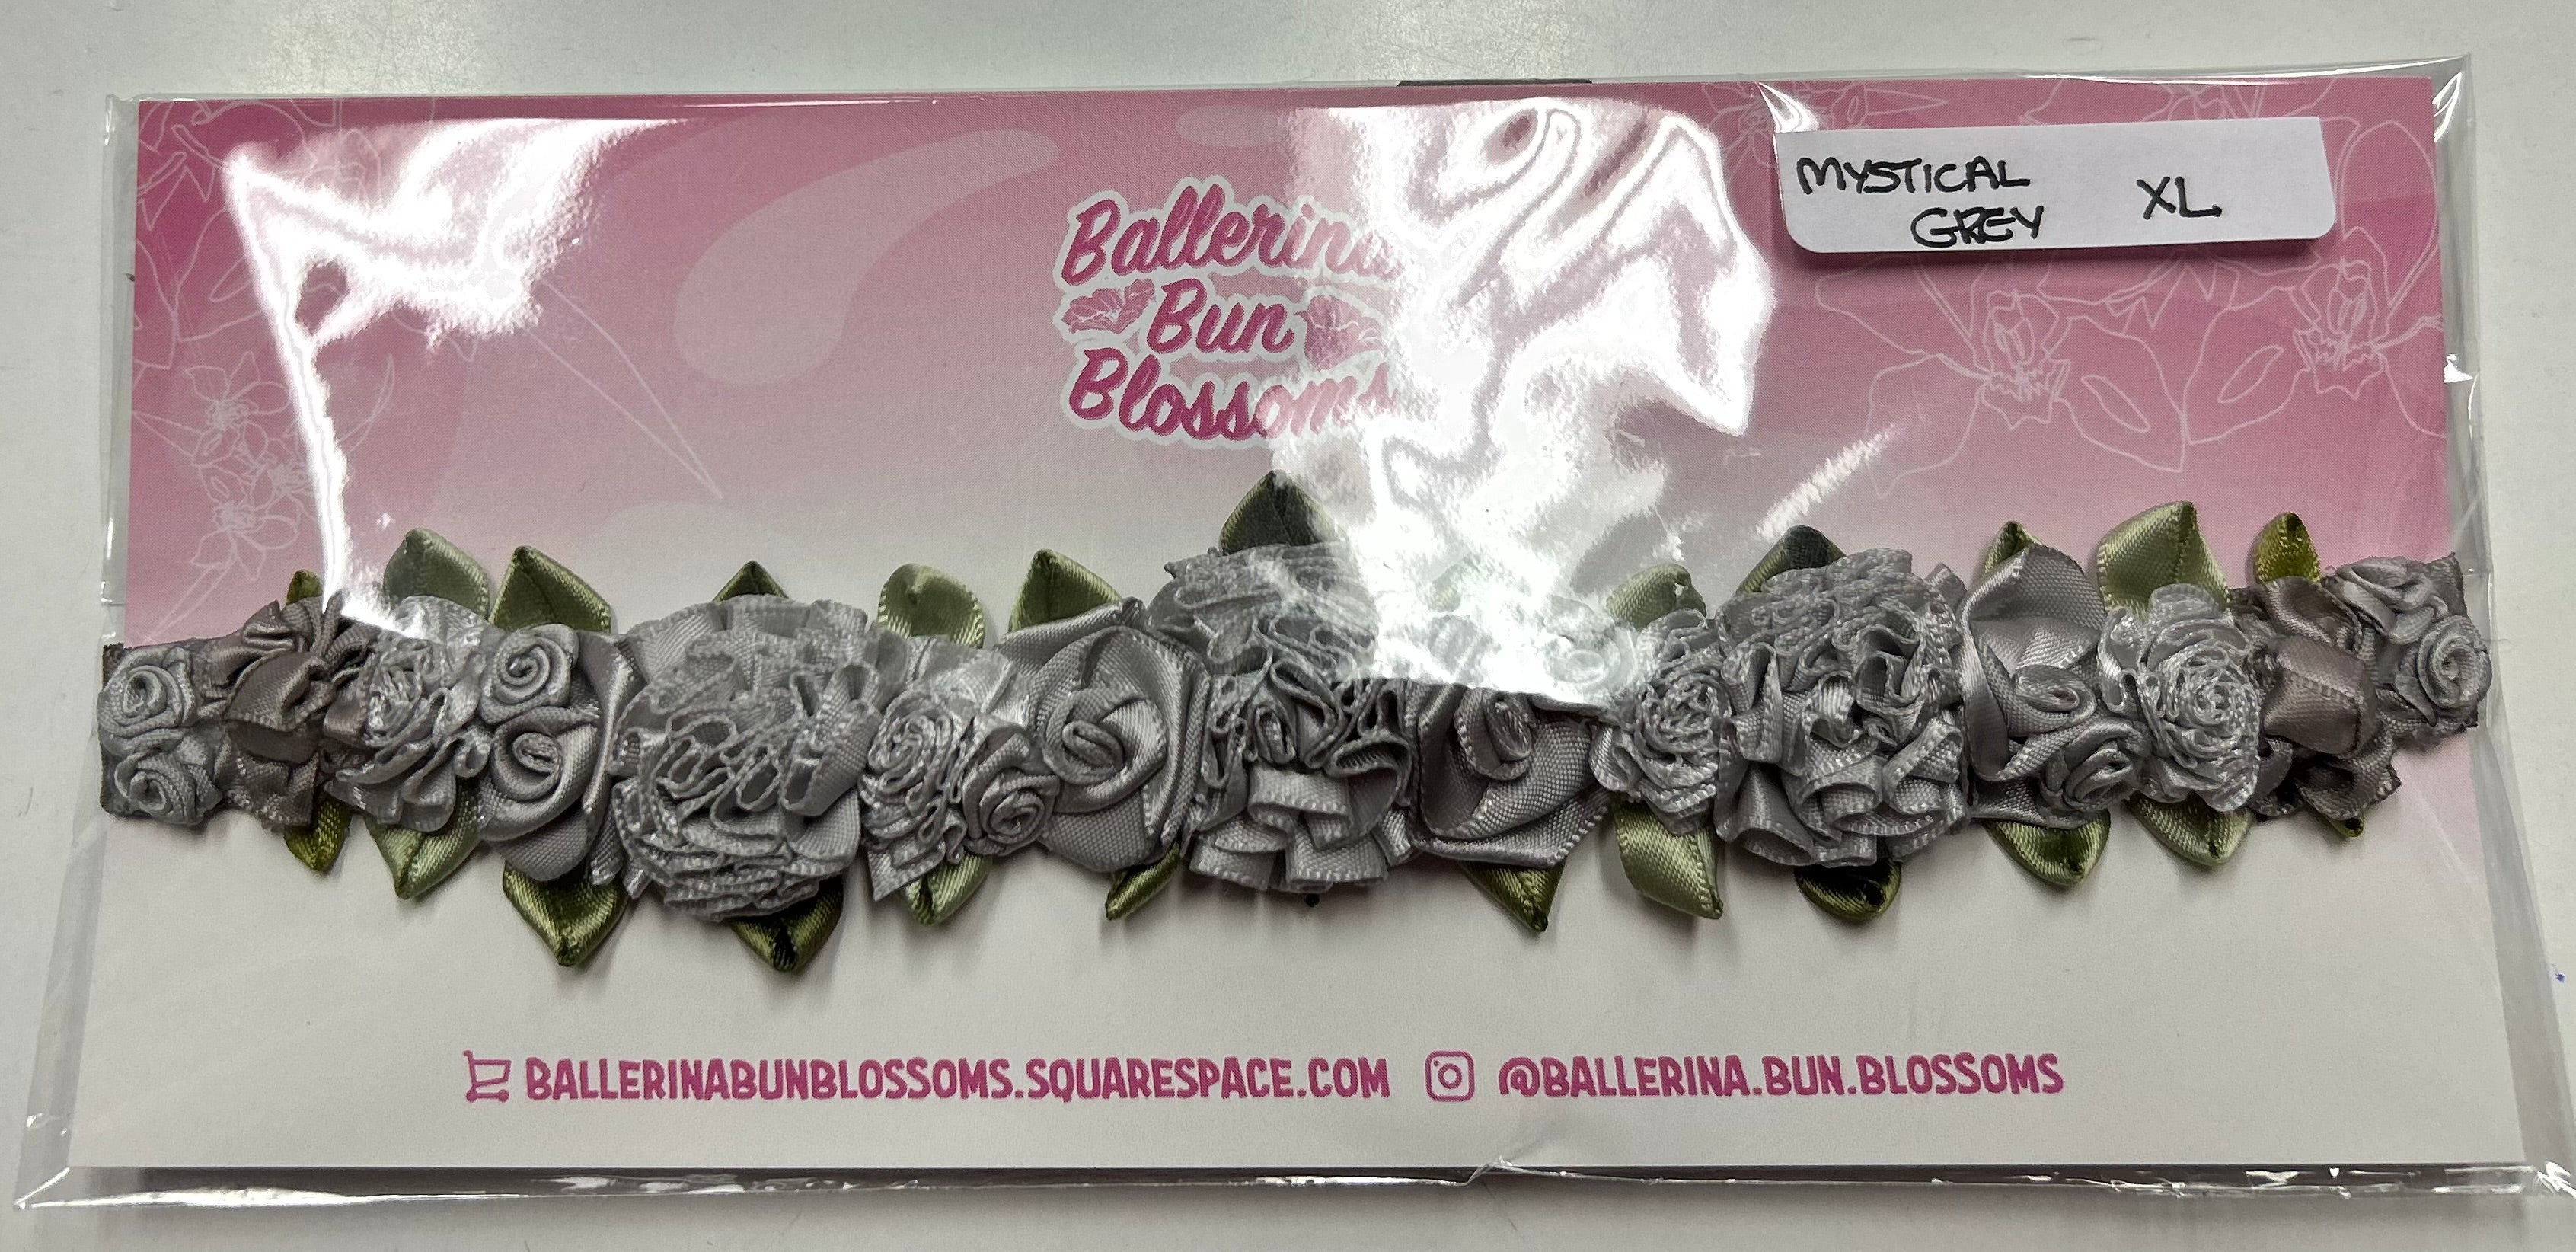 Ballerina
Bun
Blossoms
MYSTICAL XL
GREY
BALLERINABUNBLOSSOMS.SQUARESPACE.COM @BALLERINA.BUN.BLOSSOMS